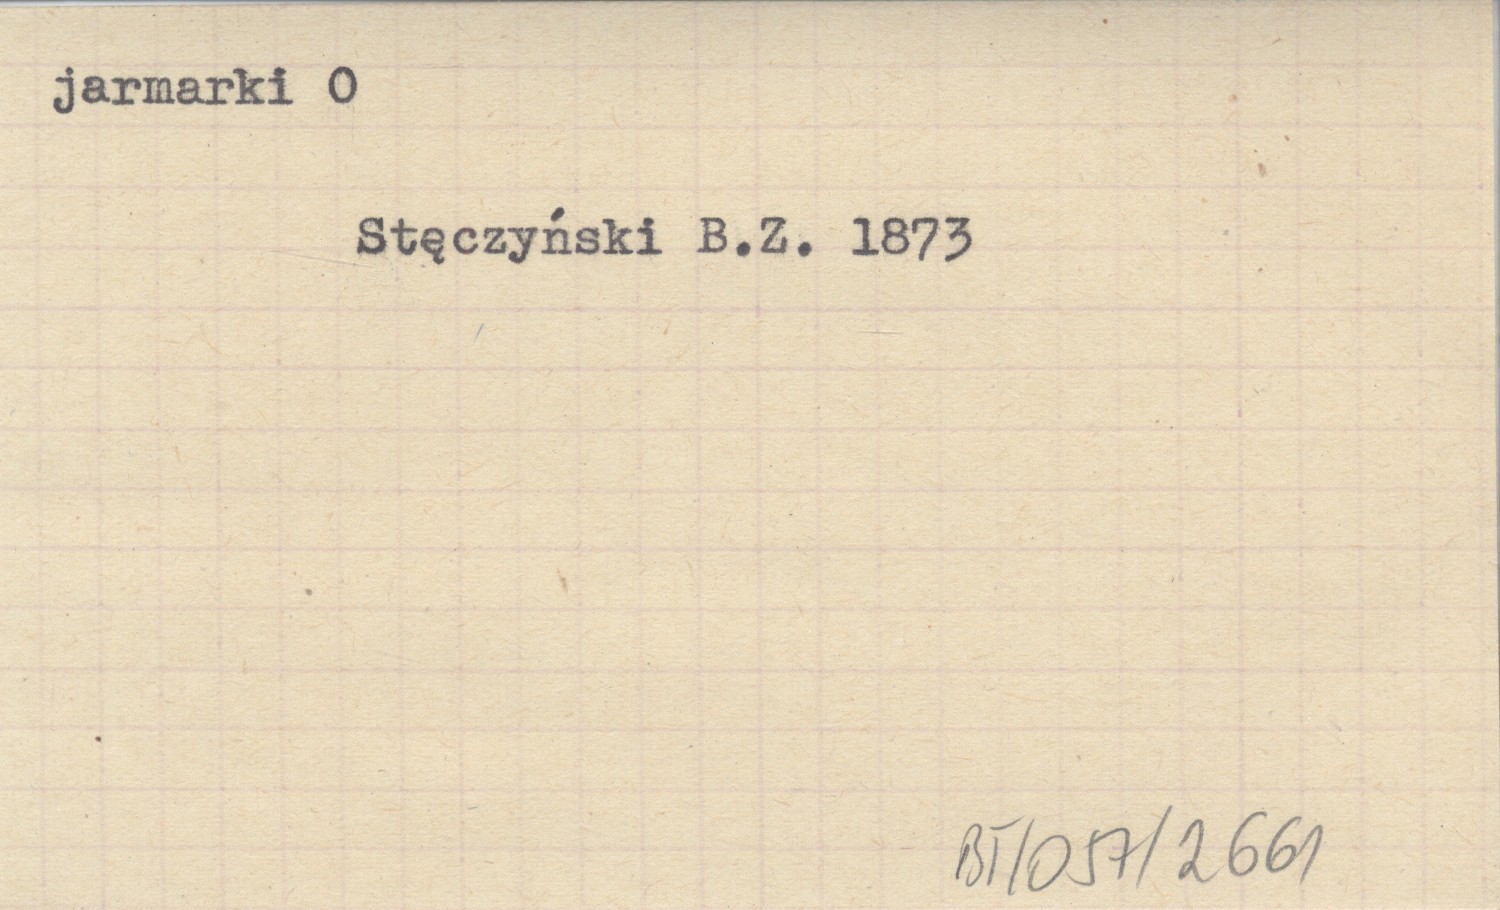 jarmarki O
Stęczyński B.Z. 1873
BT/057/2661